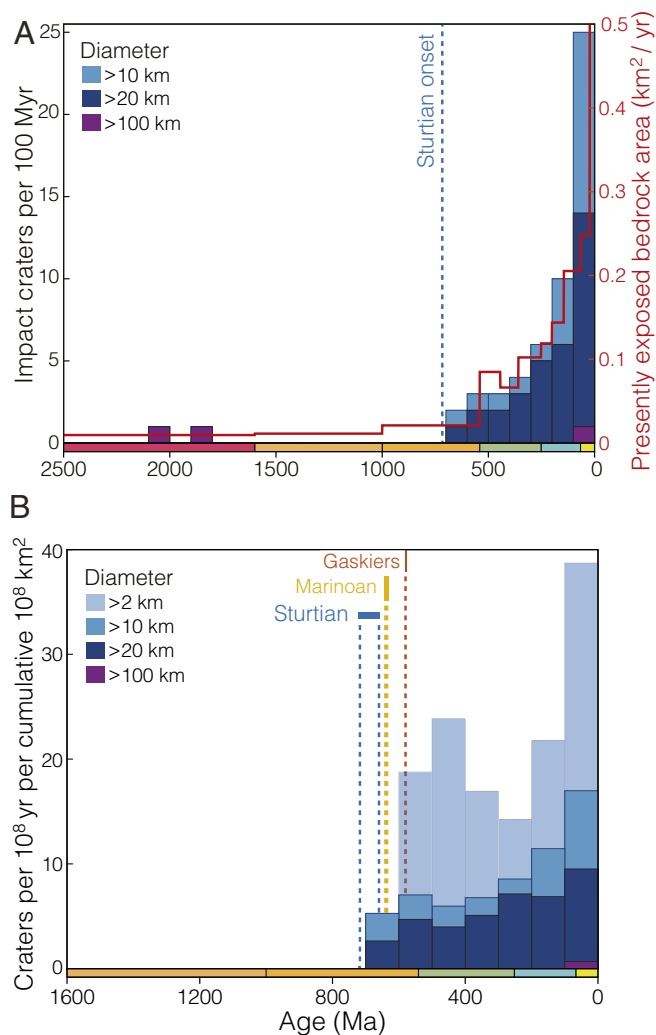 A
Diameter
>10 km
>20 km
>100 km
Sturtian onset
Impact craters per 100 Myr
25
20
15
10
5
0
Presently exposed bedrock area (km² / yr)
0.5
0.4
0.3
0.2
0.1
0
2500
2000
1500
1000
500
0
B
Diameter
>2 km
>10 km
>20 km
>100 km
Gaskiers
Marinoan
Sturtian
Craters per 10⁸ yr per cumulative 10⁸ km²
40
30
20
10
0
1600
1200
800
400
0
Age (Ma)